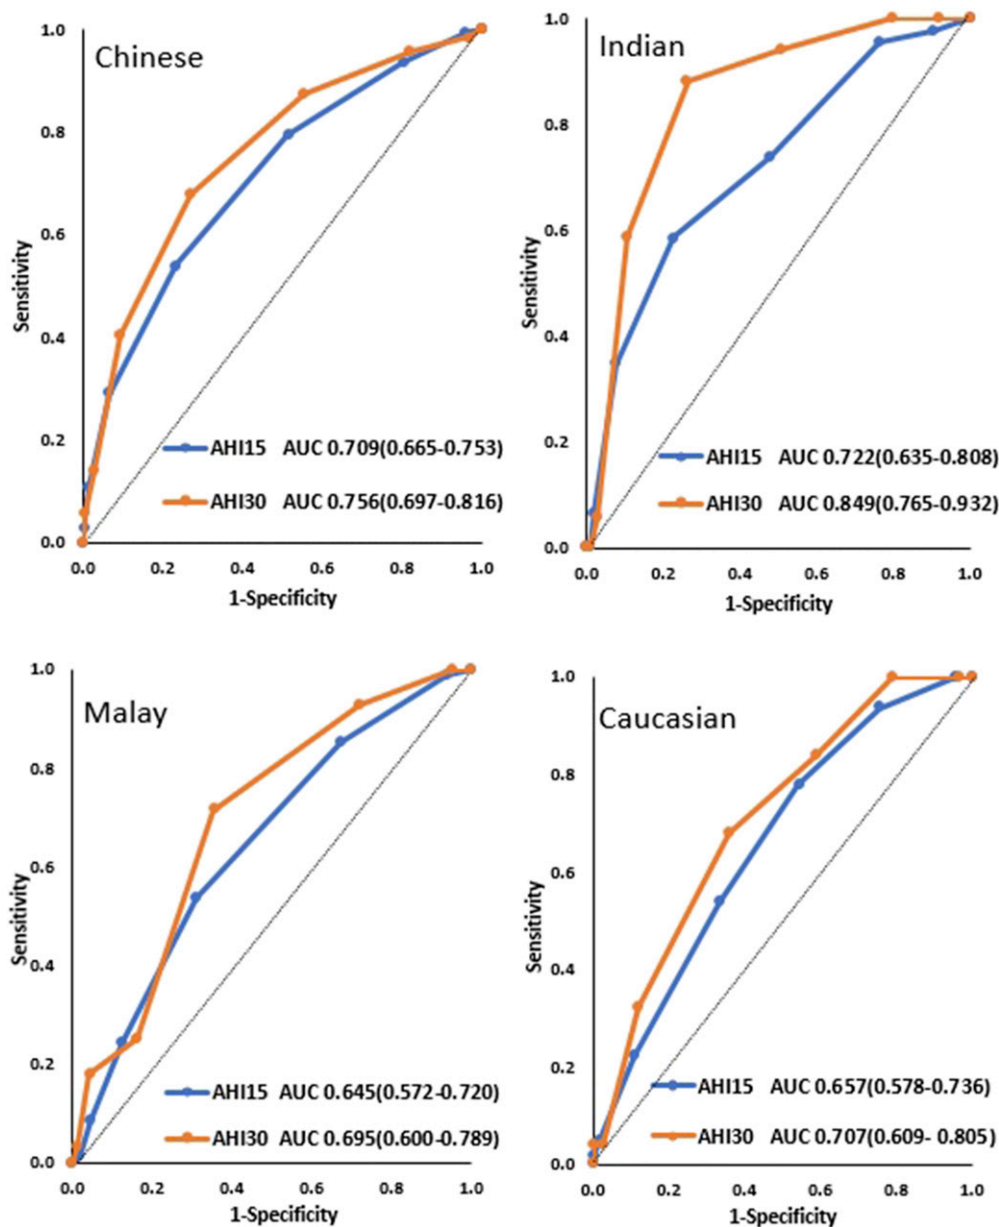 Chinese
1.0
0.8
0.6
0.4
0.2
0.0
Sensitivity
AHI15 AUC 0.709(0.665-0.753)
AHI30 AUC 0.756(0.697-0.816)
0.0 0.2 0.4 0.6 0.8 1.0
1-Specificity
Indian
1.0
0.8
0.6
0.4
0.2
0.0
Sensitivity
AHI15 AUC 0.722(0.635-0.808)
AHI30 AUC 0.849(0.765-0.932)
0.0 0.2 0.4 0.6 0.8 1.0
1-Specificity
Malay
1.0
0.8
0.6
0.4
0.2
0.0
Sensitivity
AHI15 AUC 0.645(0.572-0.720)
AHI30 AUC 0.695(0.600-0.789)
0.0 0.2 0.4 0.6 0.8 1.0
1-Specificity
Caucasian
1.0
0.8
0.6
0.4
0.2
0.0
Sensitivity
AHI15 AUC 0.657(0.578-0.736)
AHI30 AUC 0.707(0.609- 0.805)
0.0 0.2 0.4 0.6 0.8 1.0
1-Specificity